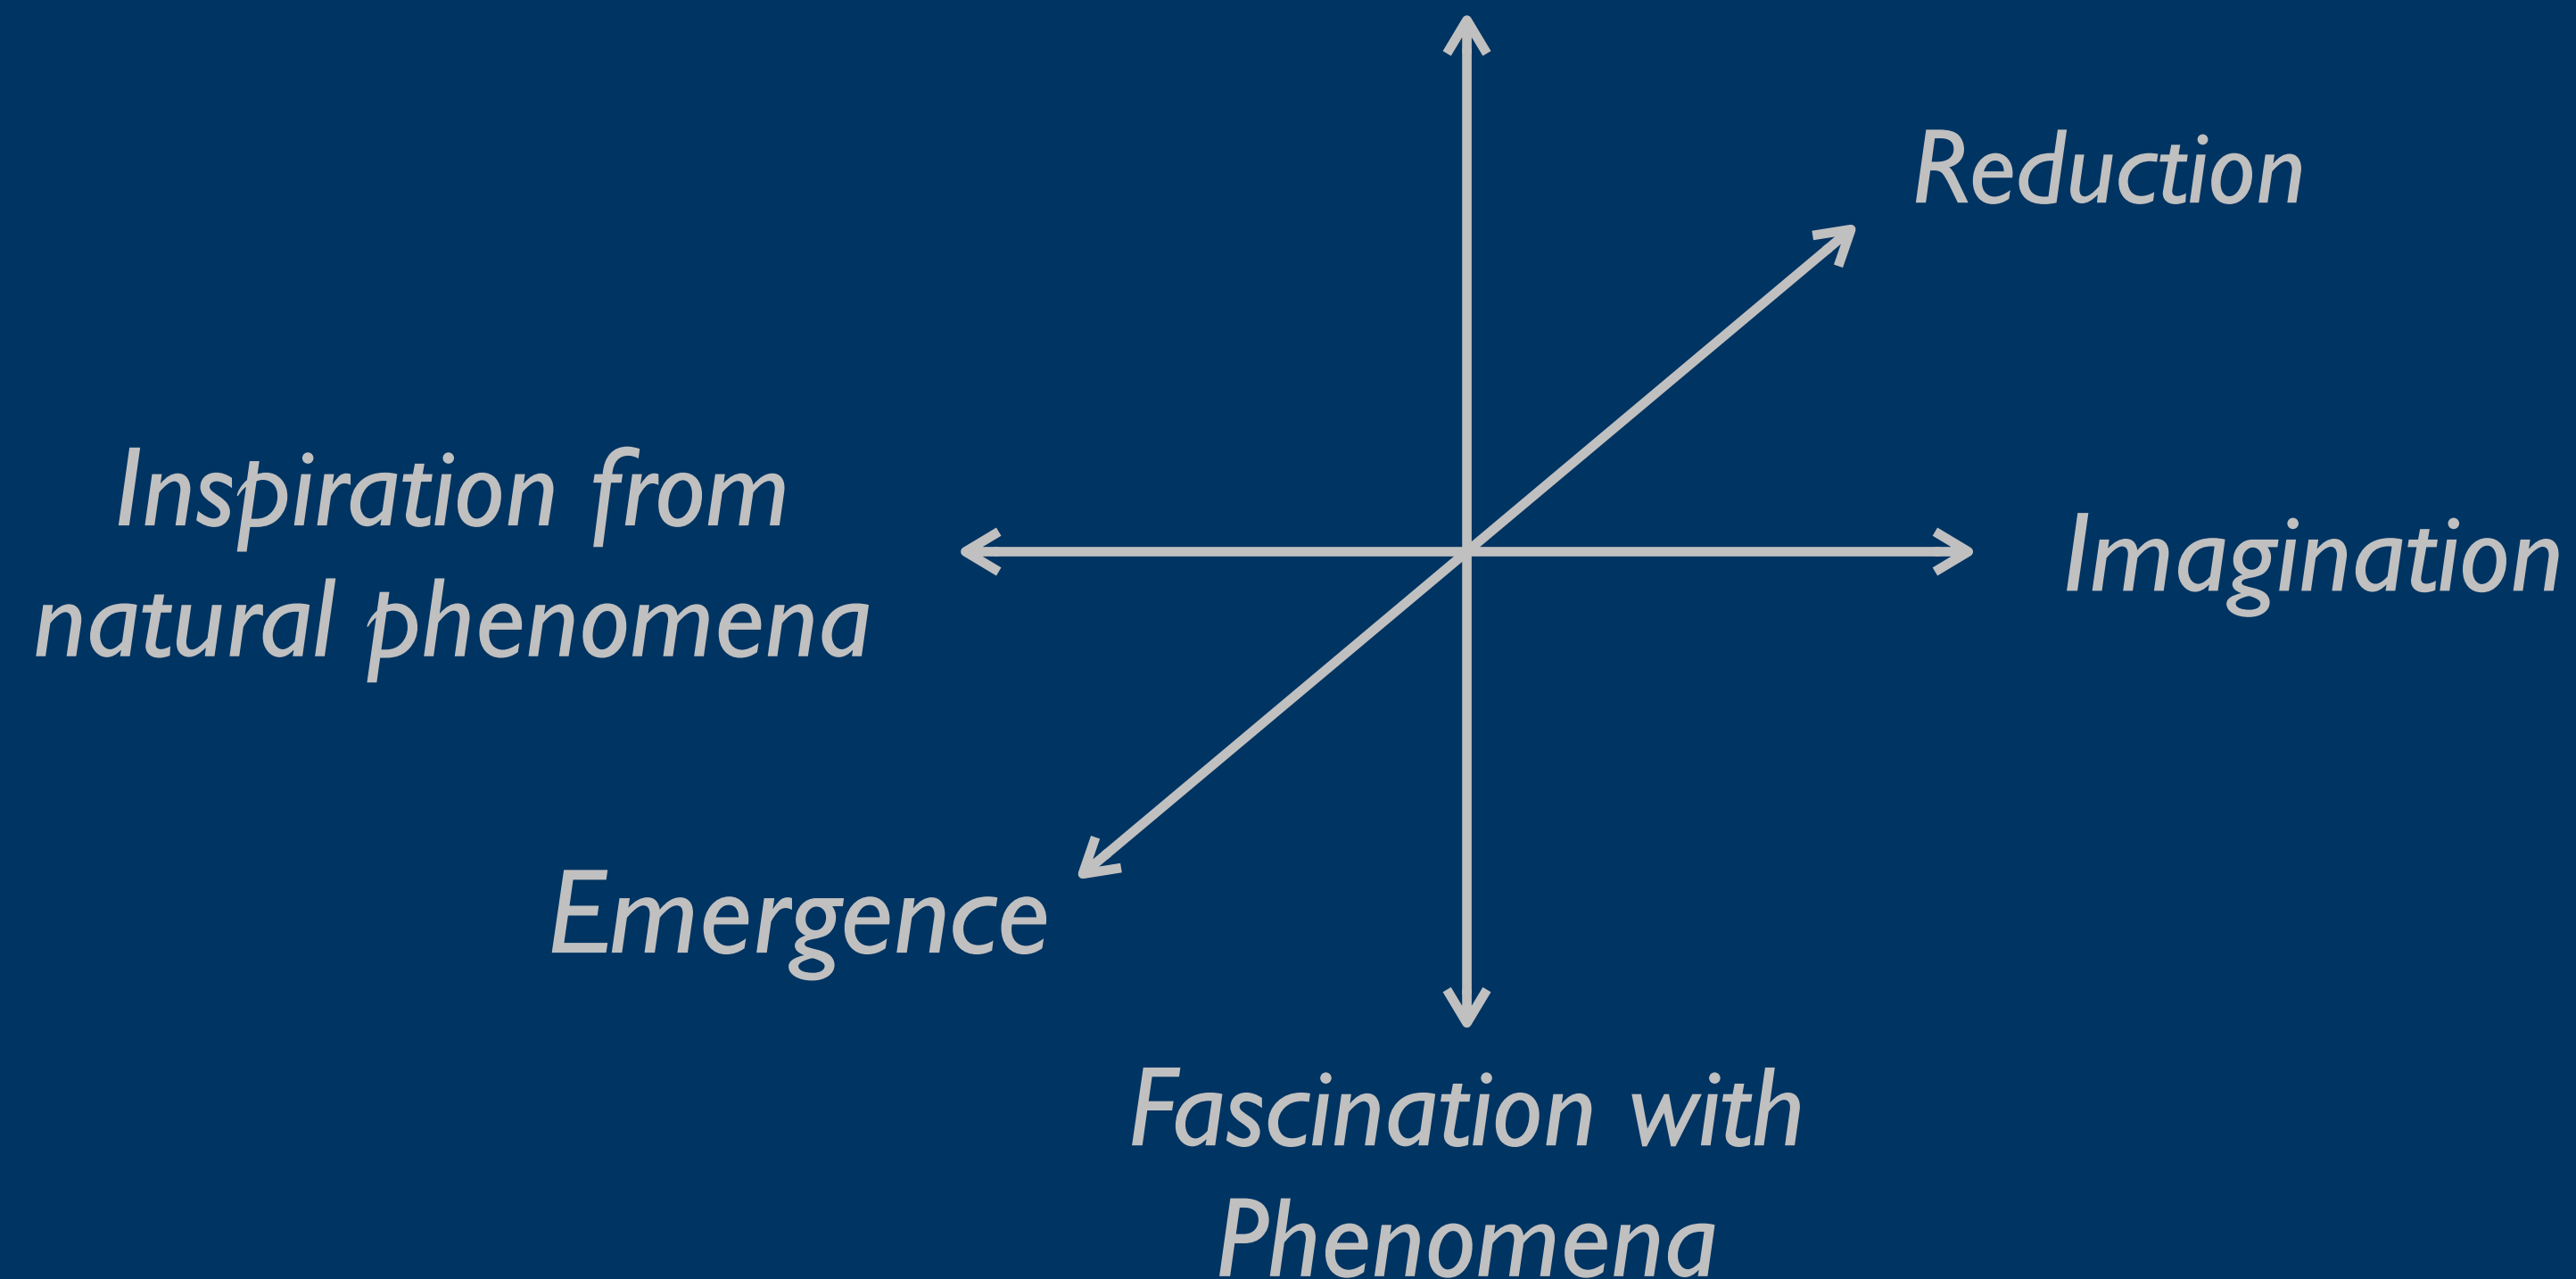 Reduction
Inspiration from
natural phenomena
Imagination
Emergence
Fascination with
Phenomena